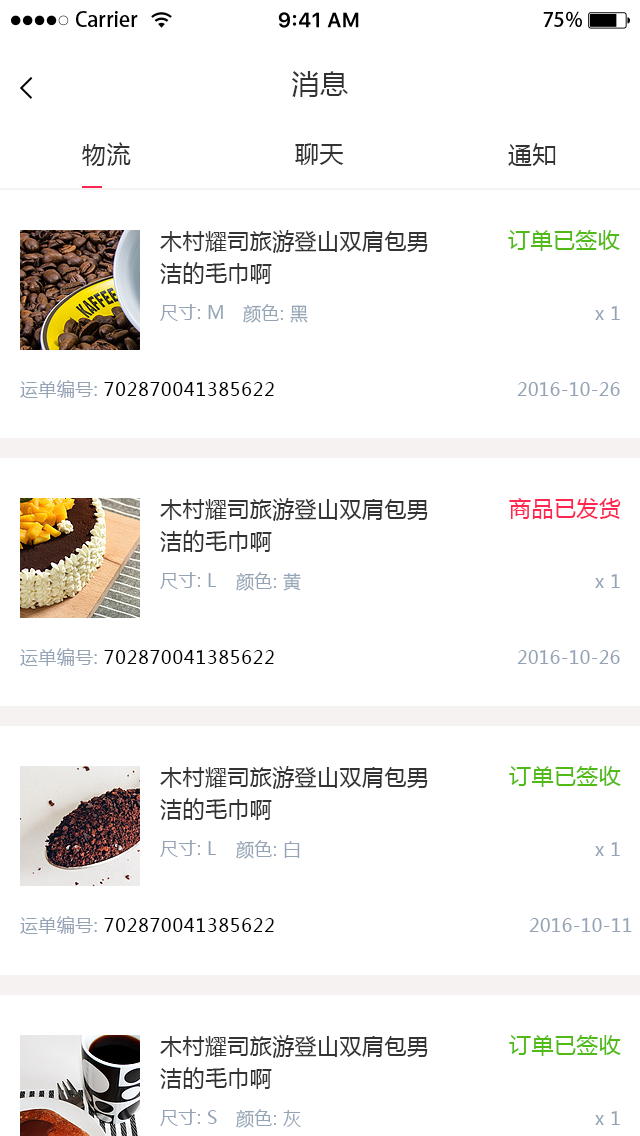 Carrier 9:41 AM 75%
消息
物流 聊天 通知
木村耀司旅游登山双肩包男 订单已签收
洁的毛巾啊
KAFFEE
尺寸: M 颜色: 黑 x 1
运单编号: 702870041385622 2016-10-26
木村耀司旅游登山双肩包男 商品已发货
洁的毛巾啊
尺寸: L 颜色: 黄 x 1
运单编号: 702870041385622 2016-10-26
木村耀司旅游登山双肩包男 订单已签收
洁的毛巾啊
尺寸: L 颜色: 白 x 1
运单编号: 702870041385622 2016-10-11
木村耀司旅游登山双肩包男 订单已签收
洁的毛巾啊
尺寸: S 颜色: 灰 x 1